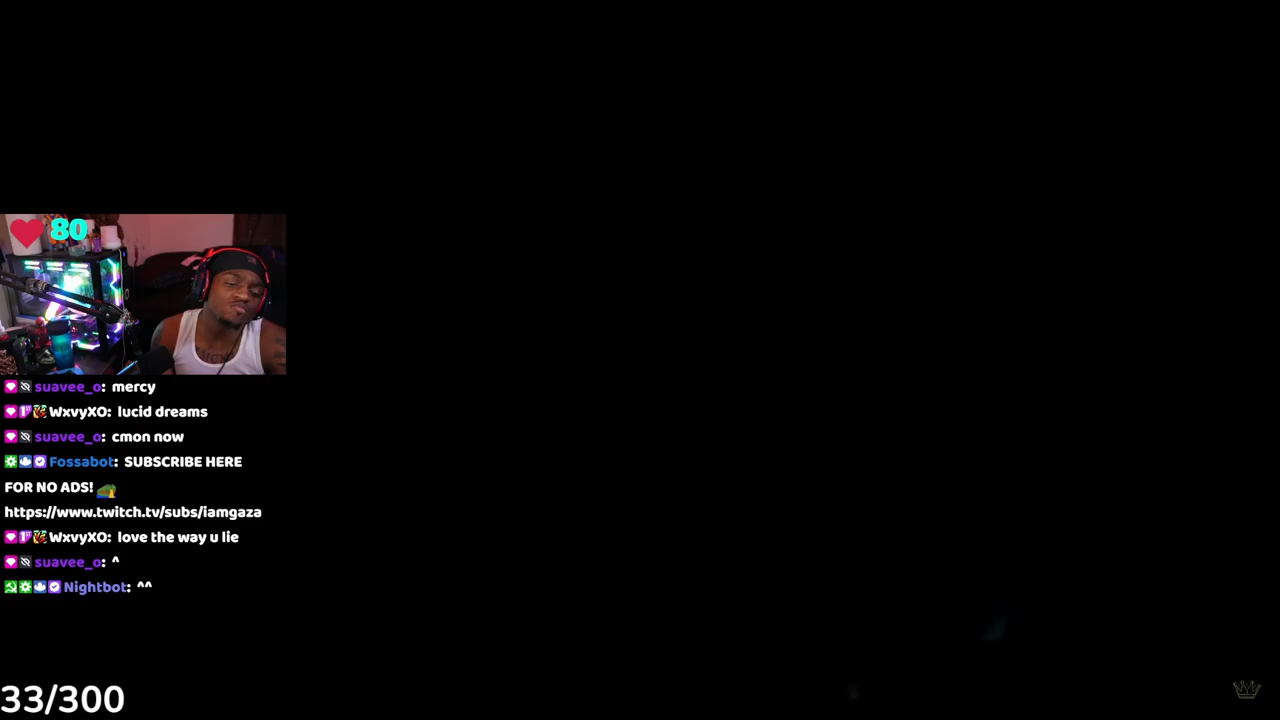 80
suavee_o: mercy
WxvyXO: lucid dreams
suavee_o: cmon now
Fossabot: SUBSCRIBE HERE
FOR NO ADS!
https://www.twitch.tv/subs/iamgaza
WxvyXO: love the way u lie
suavee_o: ^
Nightbot: ^^
33/300